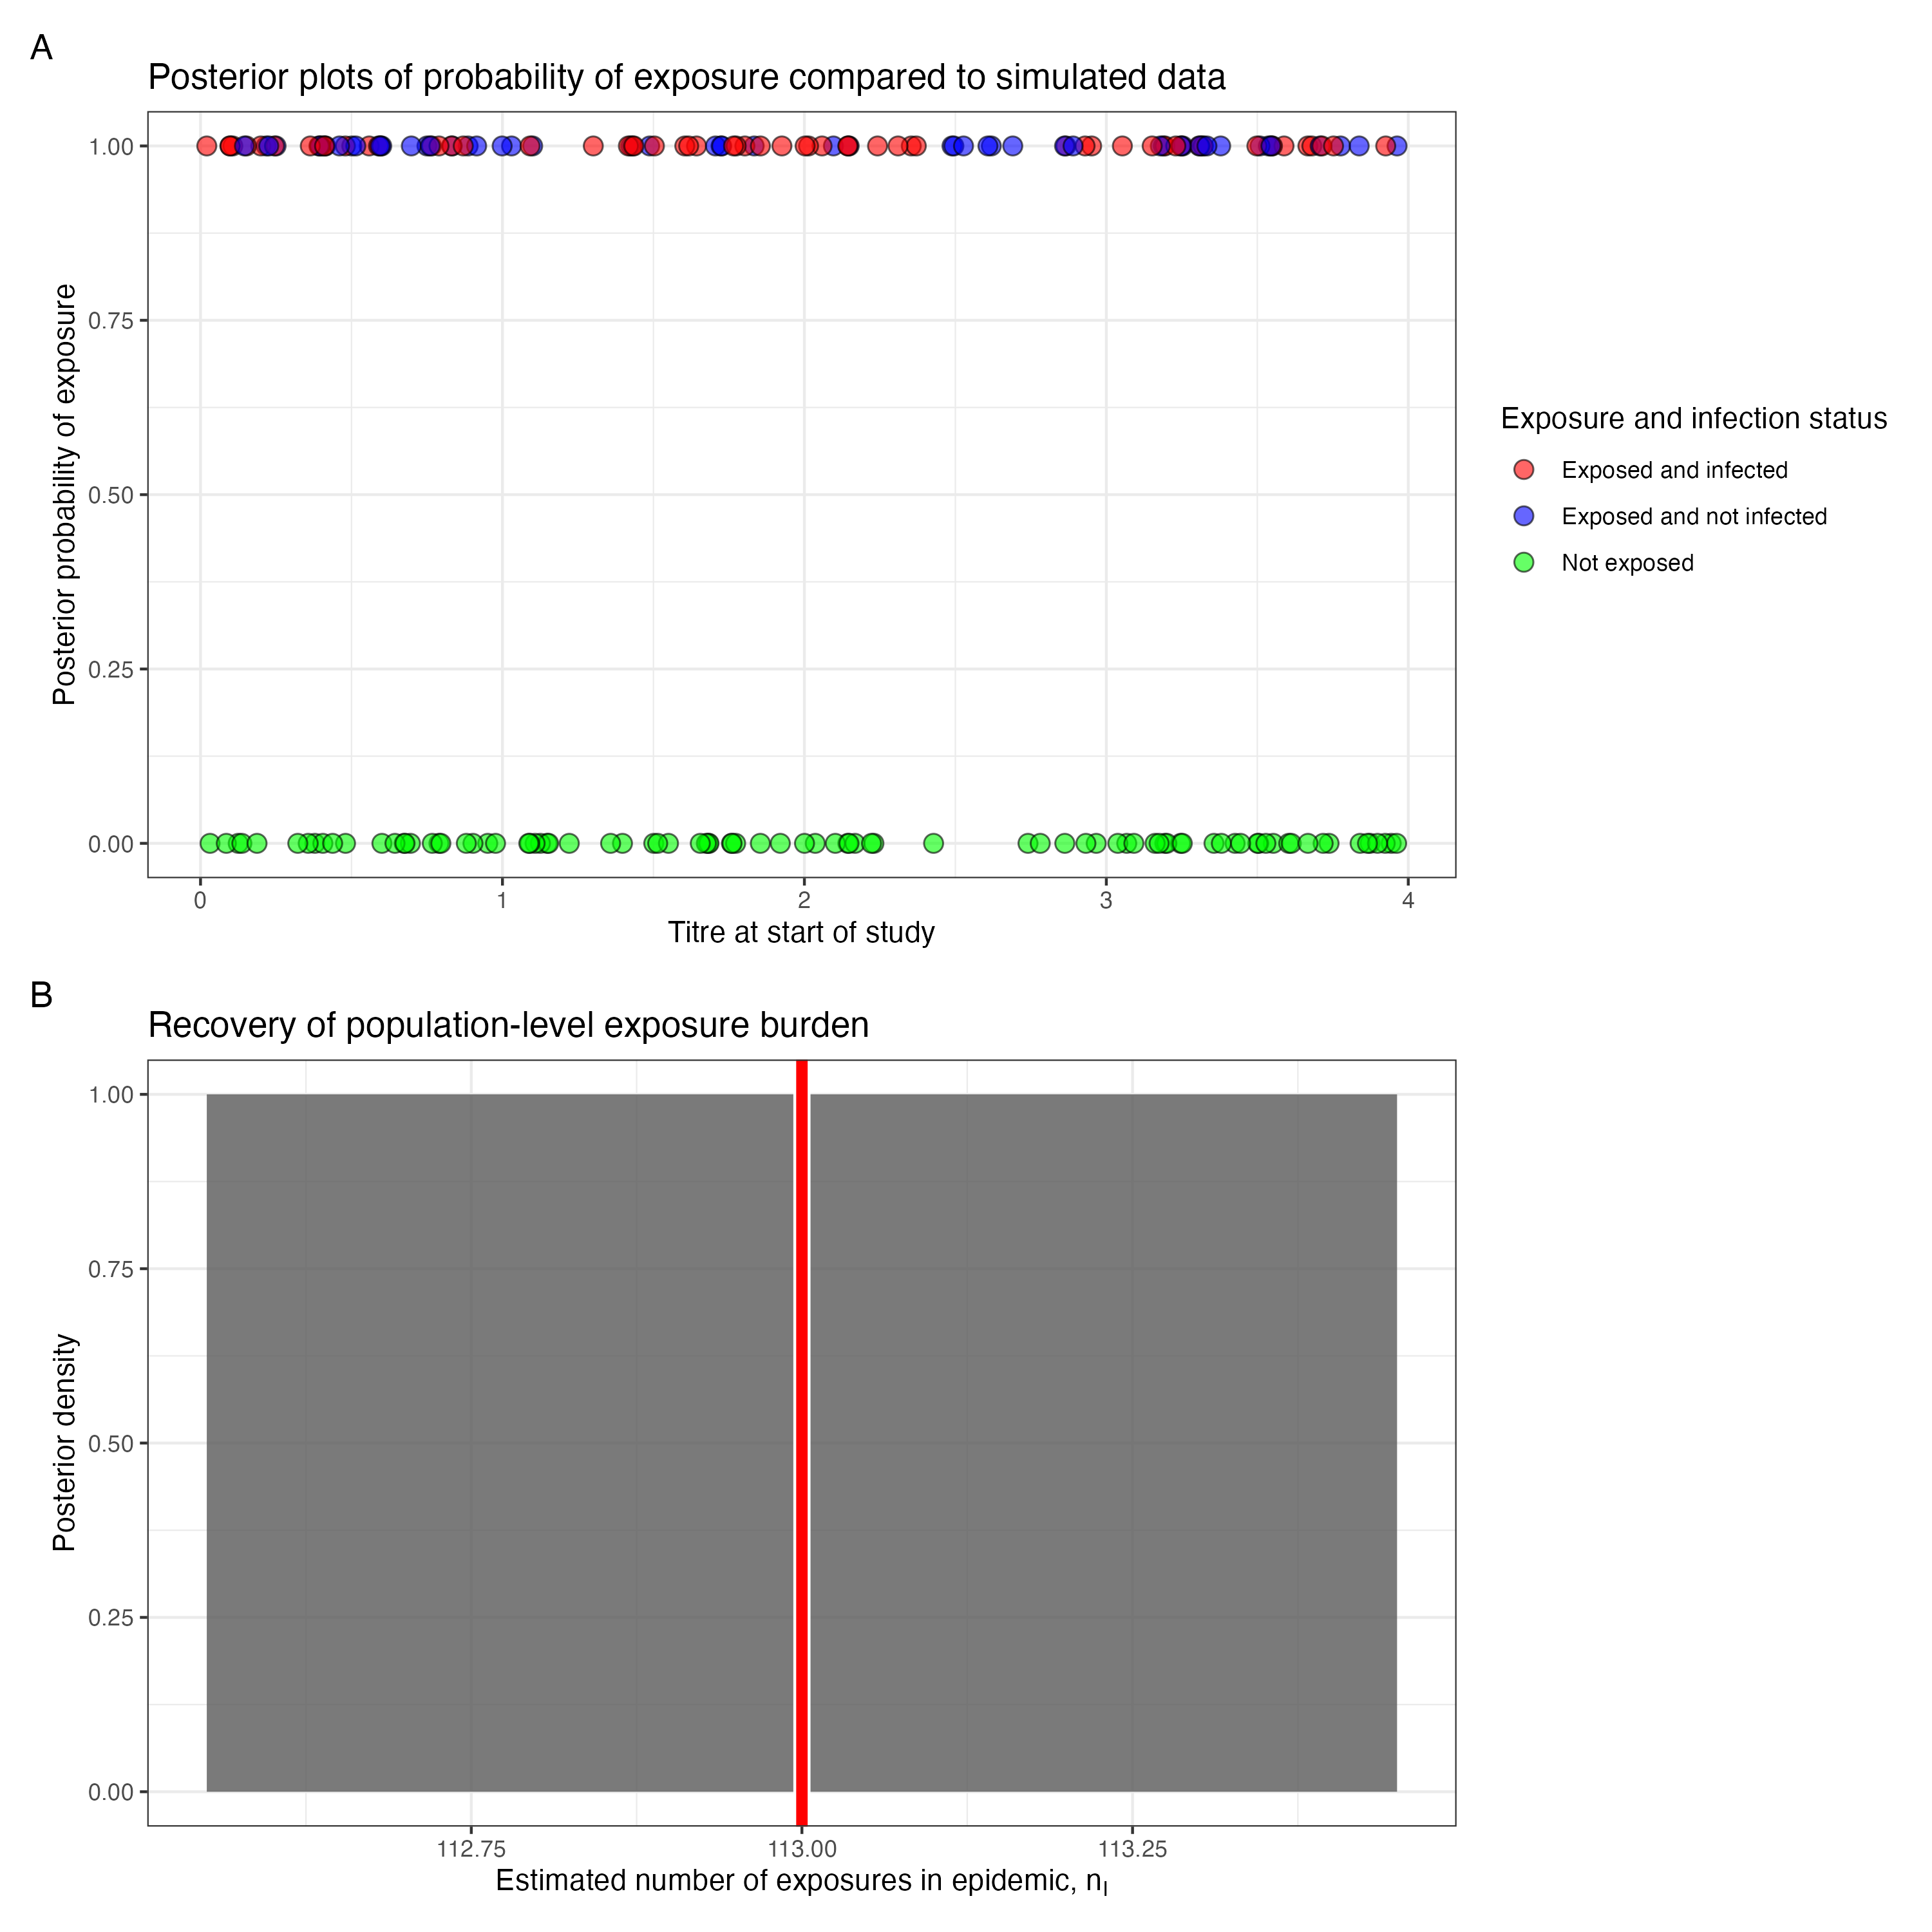 A
Posterior plots of probability of exposure compared to simulated data
Posterior probability of exposure
1.00
0.75
0.50
0.25
0.00
0 1 2 3 4
Titre at start of study
Exposure and infection status
Exposed and infected
Exposed and not infected
Not exposed
B
Recovery of population-level exposure burden
Posterior density
1.00
0.75
0.50
0.25
0.00
112.75 113.00 113.25
Estimated number of exposures in epidemic, n_I